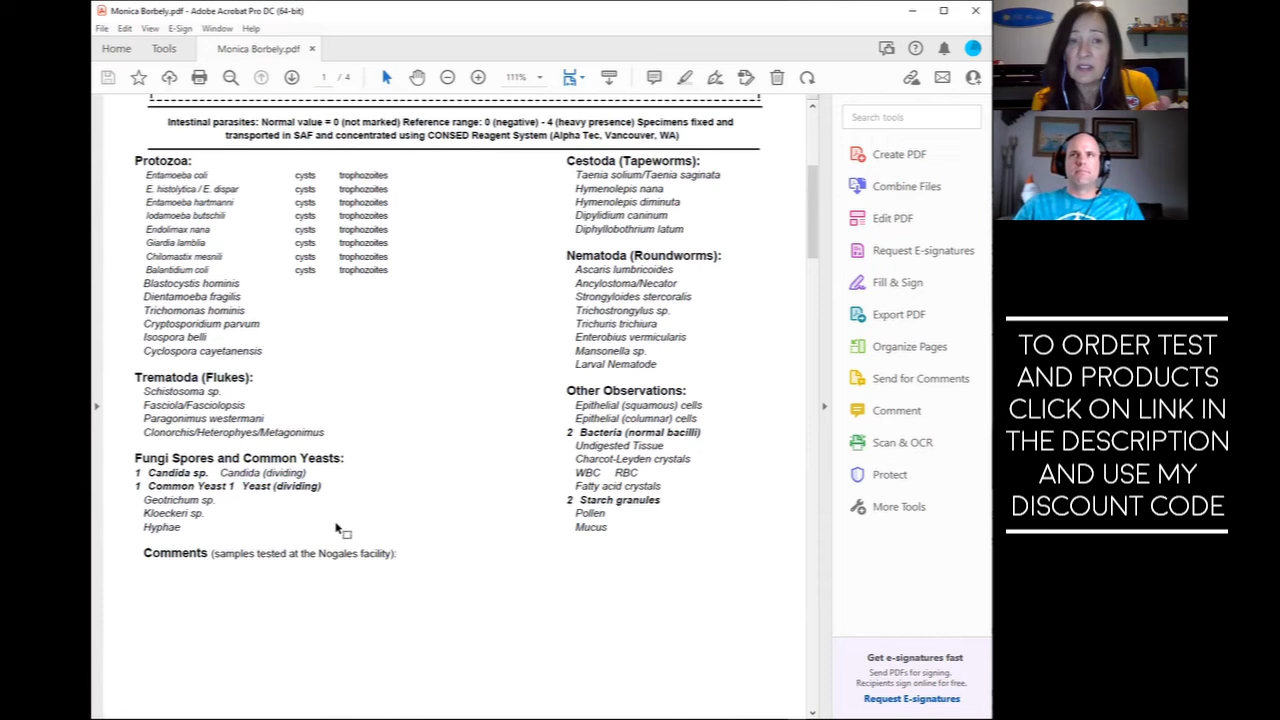 Monica Borbely.pdf - Adobe Acrobat Pro DC (64-bit)
File Edit View E-Sign Window Help
Home Tools Monica Borbely.pdf ×
1 / 4 111%
Intestinal parasites: Normal value = 0 (not marked) Reference range: 0 (negative) - 4 (heavy presence) Specimens fixed and
transported in SAF and concentrated using CONSED Reagent System (Alpha Tec, Vancouver, WA)
Protozoa:
Entamoeba coli cysts trophozoites
E. histolytica / E. dispar cysts trophozoites
Entamoeba hartmanni cysts trophozoites
Iodamoeba butschili cysts trophozoites
Endolimax nana cysts trophozoites
Giardia lamblia cysts trophozoites
Chilomastix mesnili cysts trophozoites
Balantidium coli cysts trophozoites
Blastocystis hominis
Dientamoeba fragilis
Trichomonas hominis
Cryptosporidium parvum
Isospora belli
Cyclospora cayetanensis
Trematoda (Flukes):
Schistosoma sp.
Fasciola/Fasciolopsis
Paragonimus westermani
Clonorchis/Heterophyes/Metagonimus
Fungi Spores and Common Yeasts:
1 Candida sp. Candida (dividing)
1 Common Yeast 1 Yeast (dividing)
Geotrichum sp.
Kloeckeri sp.
Hyphae
Comments (samples tested at the Nogales facility):
Cestoda (Tapeworms):
Taenia solium/Taenia saginata
Hymenolepis nana
Hymenolepis diminuta
Dipylidium caninum
Diphyllobothrium latum
Nematoda (Roundworms):
Ascaris lumbricoides
Ancylostoma/Necator
Strongyloides stercoralis
Trichostrongylus sp.
Trichuris trichiura
Enterobius vermicularis
Mansonella sp.
Larval Nematode
Other Observations:
Epithelial (squamous) cells
Epithelial (columnar) cells
2 Bacteria (normal bacilli)
Undigested Tissue
Charcot-Leyden crystals
WBC RBC
Fatty acid crystals
2 Starch granules
Pollen
Mucus
Search tools
Create PDF
Combine Files
Edit PDF
Request E-signatures
Fill & Sign
Export PDF
Organize Pages
Send for Comments
Comment
Scan & OCR
Protect
More Tools
Get e-signatures fast
Send PDFs for signing.
Recipients sign online for free.
Request E-signatures
TO ORDER TEST
AND PRODUCTS
CLICK ON LINK IN
THE DESCRIPTION
AND USE MY
DISCOUNT CODE